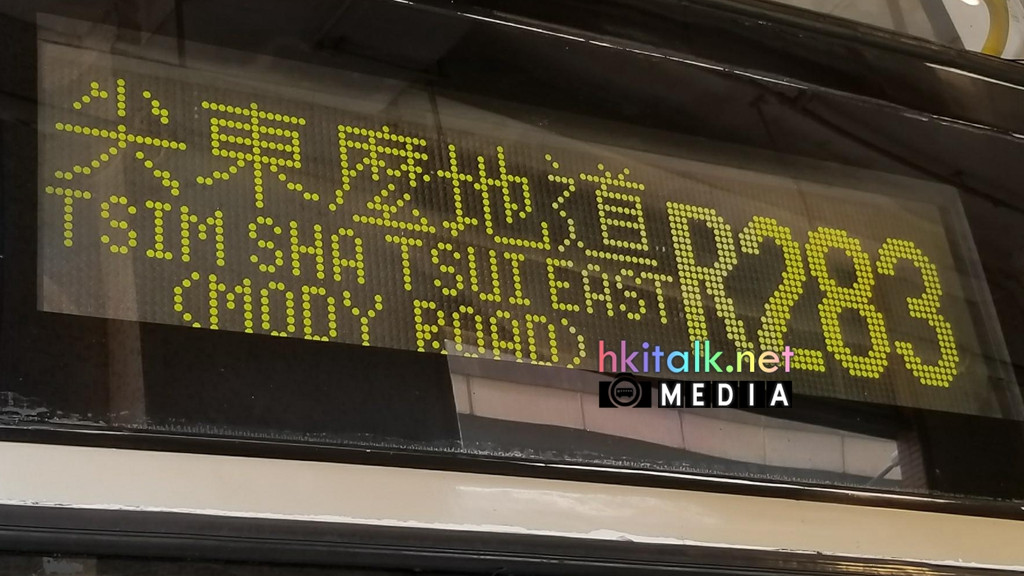 尖東麼地道 R283
TSIM SHA TSUI EAST
(MODY ROAD)
hkitalk.net
MEDIA